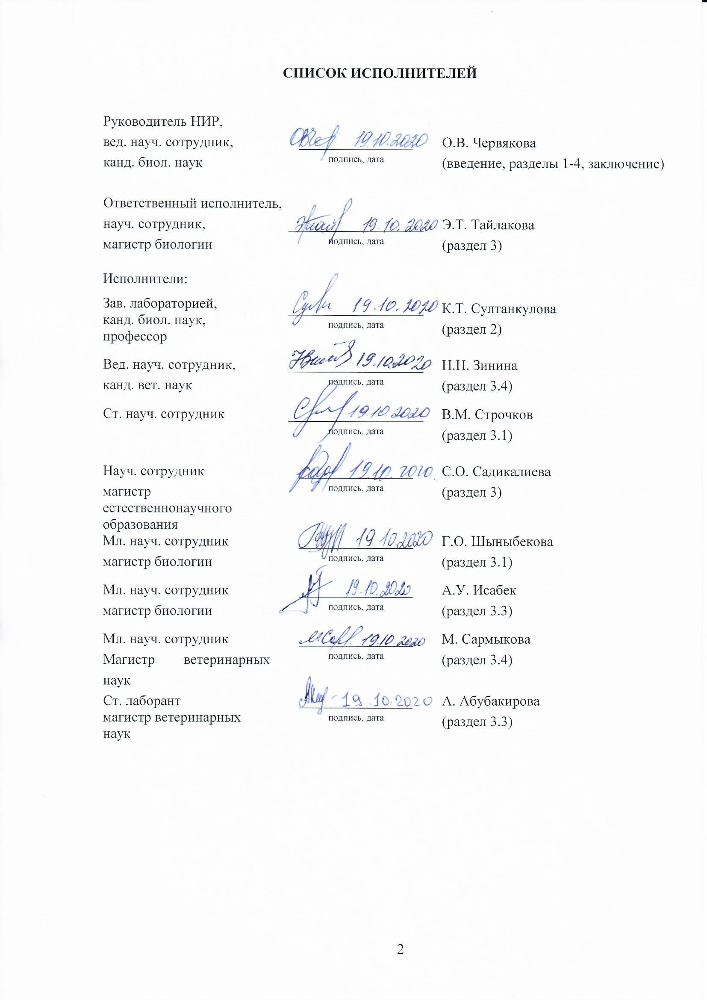 СПИСОК ИСПОЛНИТЕЛЕЙ
Руководитель НИР,
вед. науч. сотрудник,
канд. биол. наук
19.10.2020
подпись, дата
О.В. Червякова
(введение, разделы 1-4, заключение)
Ответственный исполнитель,
науч. сотрудник,
магистр биологии
19.10.2020
подпись, дата
Э.Т. Тайлакова
(раздел 3)
Исполнители:
Зав. лабораторией,
канд. биол. наук,
профессор
19.10.2020
подпись, дата
К.Т. Султанкулова
(раздел 2)
Вед. науч. сотрудник,
канд. вет. наук
19.10.2020
подпись, дата
Н.Н. Зинина
(раздел 3.4)
Ст. науч. сотрудник
19.10.2020
подпись, дата
В.М. Строчков
(раздел 3.1)
Науч. сотрудник
магистр
естественнонаучного
образования
19.10.2020.
подпись, дата
С.О. Садикалиева
(раздел 3)
Мл. науч. сотрудник
магистр биологии
19.10.2020
подпись, дата
Г.О. Шыныбекова
(раздел 3.1)
Мл. науч. сотрудник
магистр биологии
19.10.2020
подпись, дата
А.У. Исабек
(раздел 3.3)
Мл. науч. сотрудник
Магистр ветеринарных
наук
19.10.2020
подпись, дата
М. Сармыкова
(раздел 3.4)
Ст. лаборант
магистр ветеринарных
наук
19.10.2020
подпись, дата
А. Абубакирова
(раздел 3.3)
2